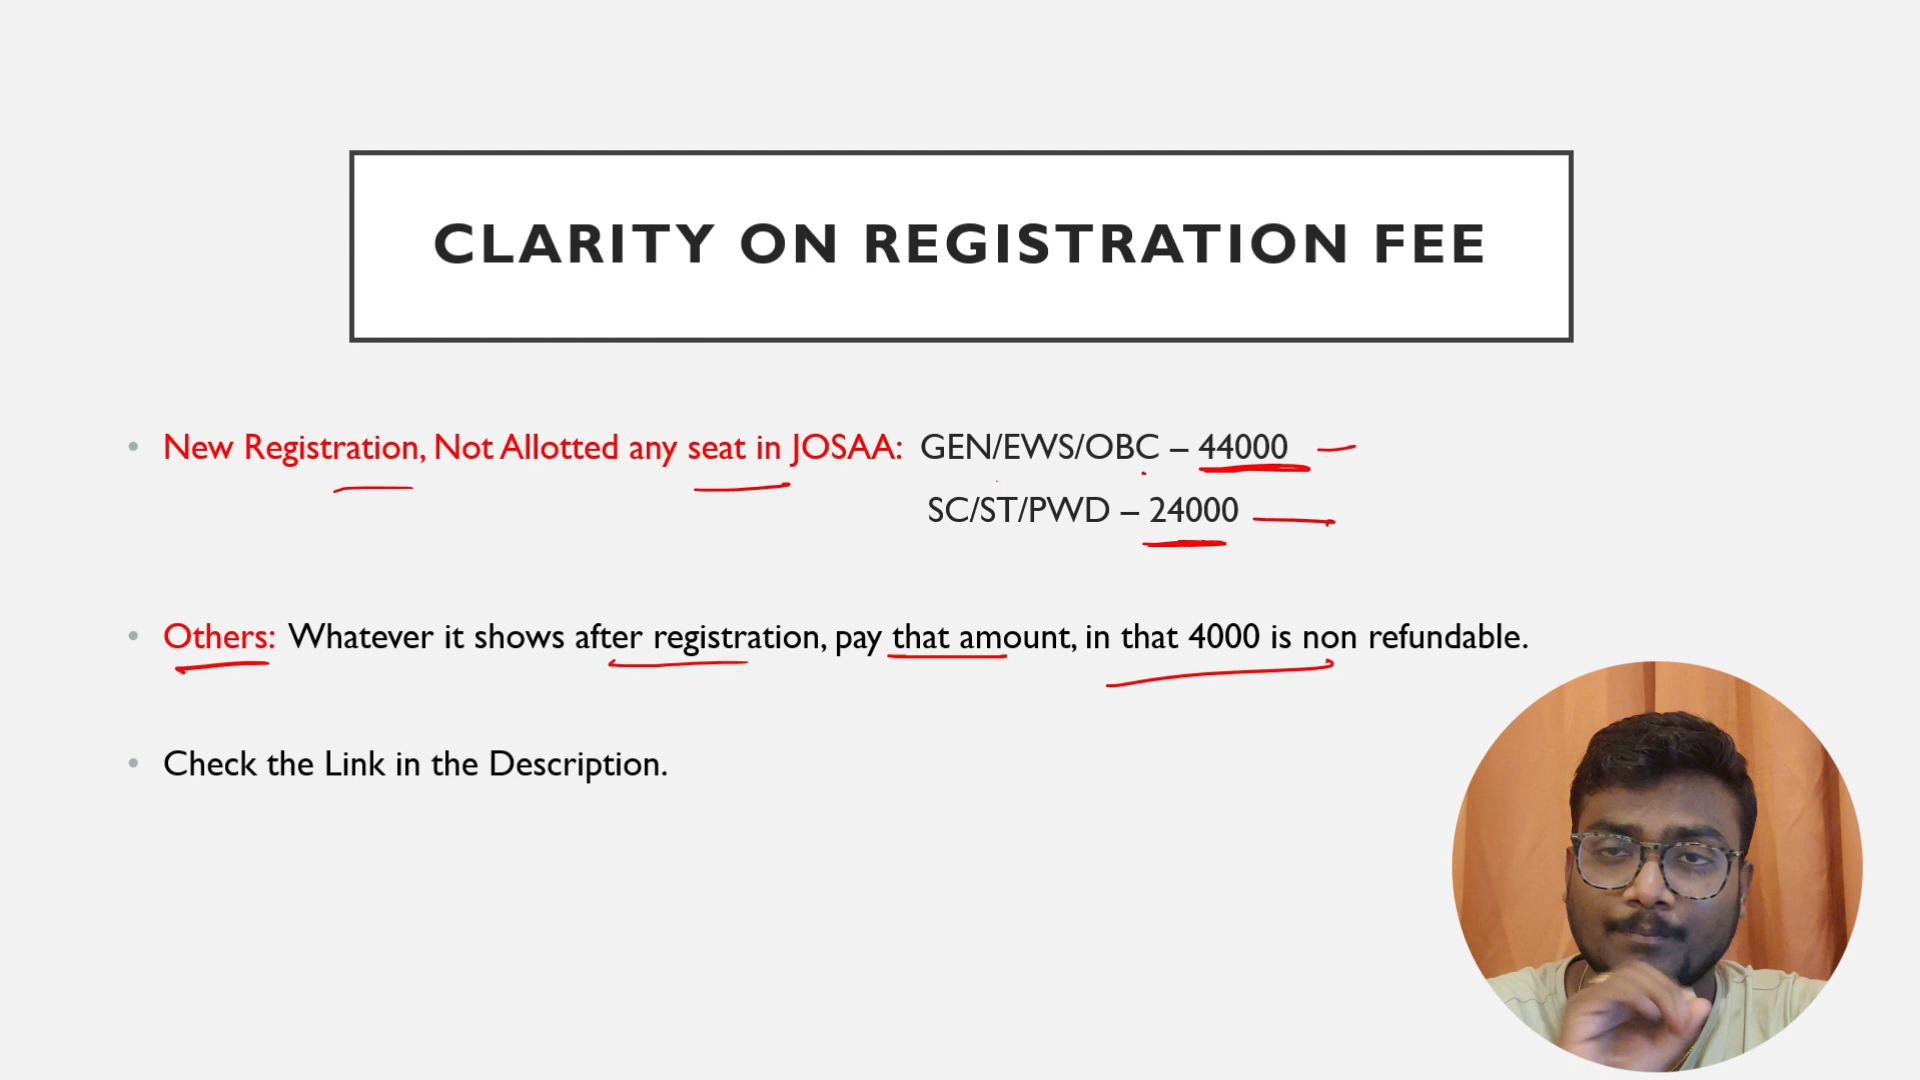 CLARITY ON REGISTRATION FEE
New Registration, Not Allotted any seat in JOSAA: GEN/EWS/OBC – 44000
SC/ST/PWD – 24000
Others: Whatever it shows after registration, pay that amount, in that 4000 is non refundable.
Check the Link in the Description.